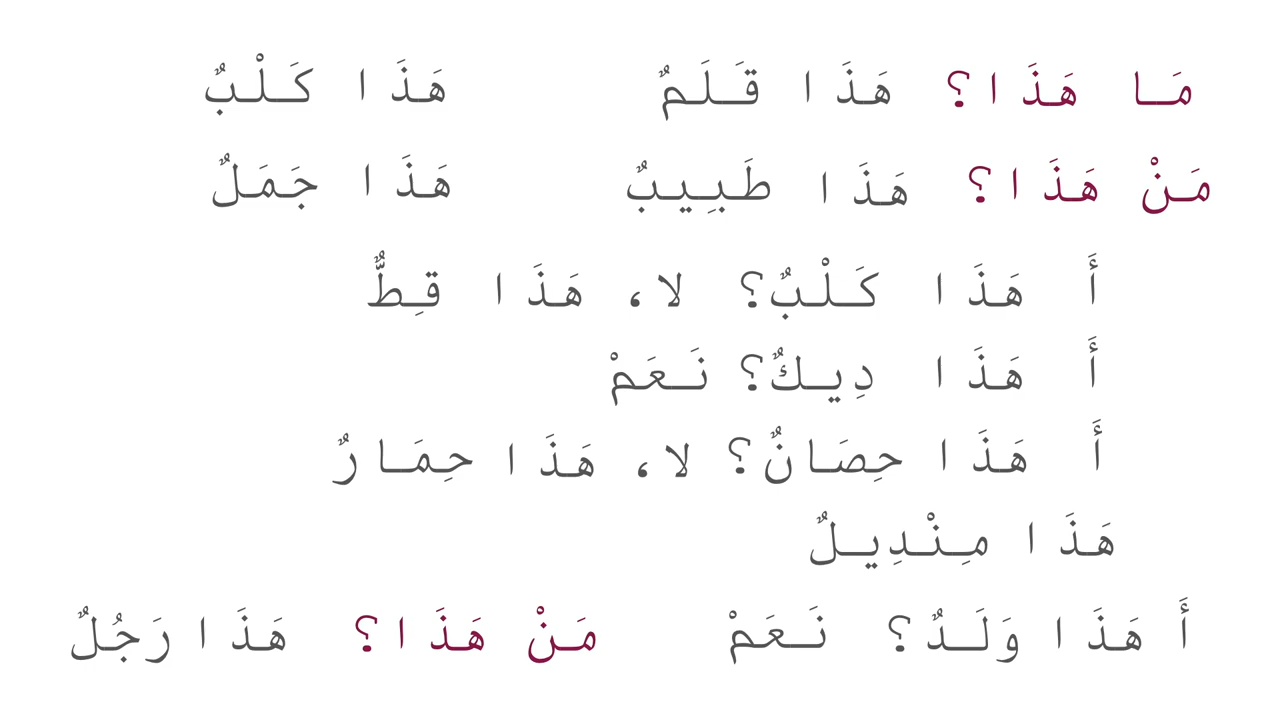 مَا هَذَا؟ هَذَا قَلَمٌ هَذَا كَلْبٌ
مَنْ هَذَا؟ هَذَا طَبِيبٌ هَذَا جَمَلٌ
أَ هَذَا كَلْبٌ؟ لا، هَذَا قِطٌّ
أَ هَذَا دِيكٌ؟ نَعَمْ
أَ هَذَا حِصَانٌ؟ لا، هَذَا حِمَارٌ
هَذَا مِنْدِيلٌ
أَ هَذَا وَلَدٌ؟ نَعَمْ مَنْ هَذَا؟ هَذَا رَجُلٌ